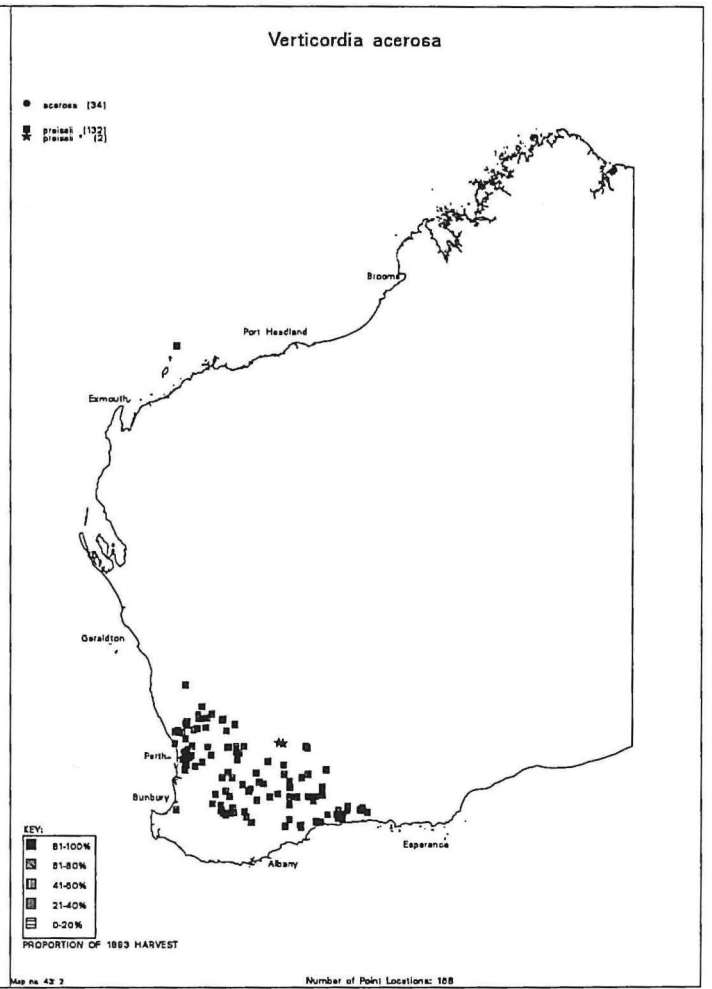 Verticordia acerosa
acerosa [34]
preissii [132]
preissii * [2]
Broome
Port Headland
Exmouth
Geraldton
Perth
Bunbury
Albany
Esperance
KEY:
81-100%
61-80%
41-60%
21-40%
0-20%
PROPORTION OF 1993 HARVEST
Map no. 43: 2
Number of Point Locations: 168